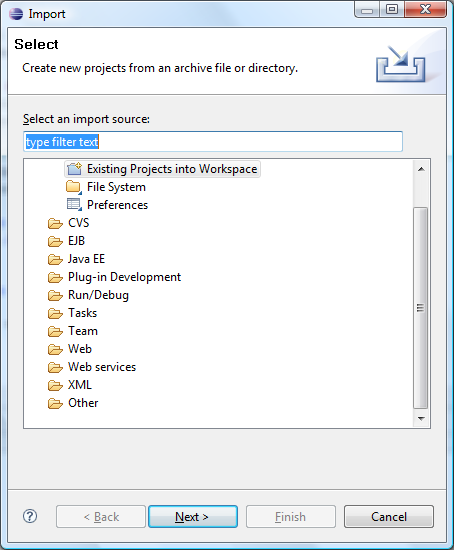 Import
Select
Create new projects from an archive file or directory.
Select an import source:
type filter text
Existing Projects into Workspace
File System
Preferences
CVS
EJB
Java EE
Plug-in Development
Run/Debug
Tasks
Team
Web
Web services
XML
Other
?
< Back Next > Finish Cancel